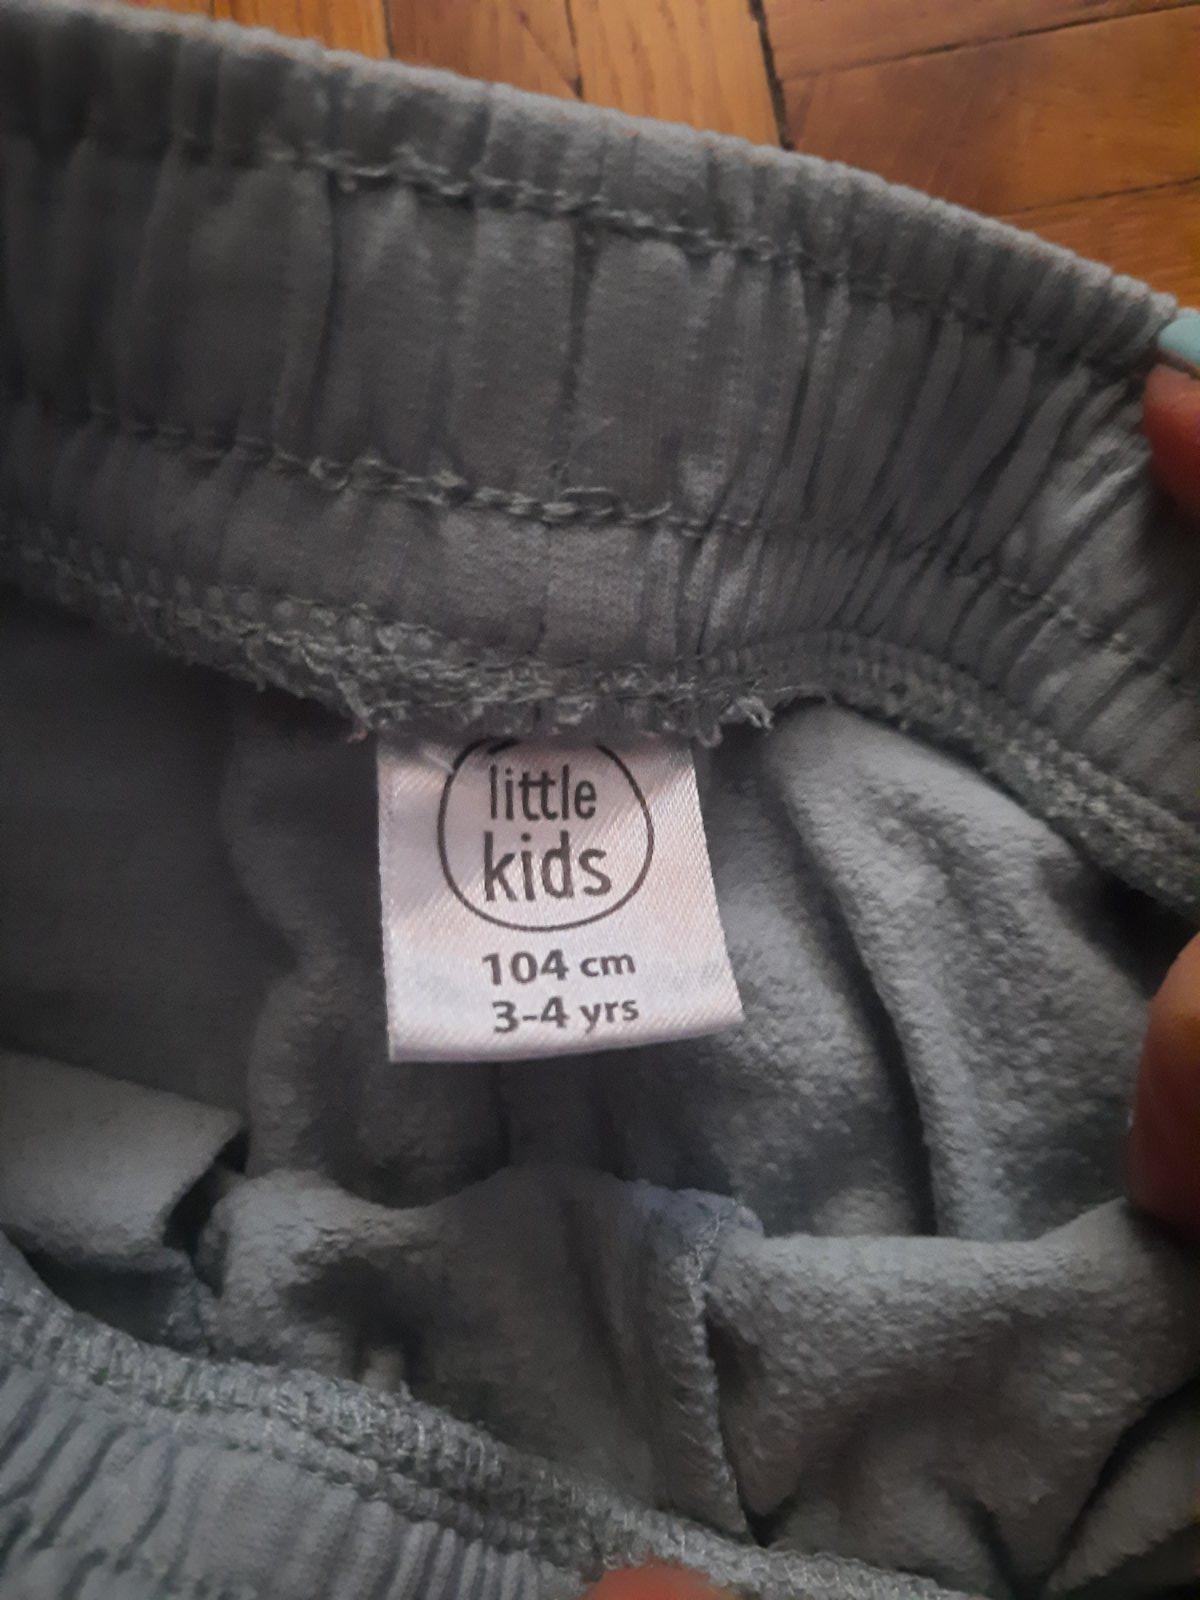 little
kids
104 cm
3-4 yrs